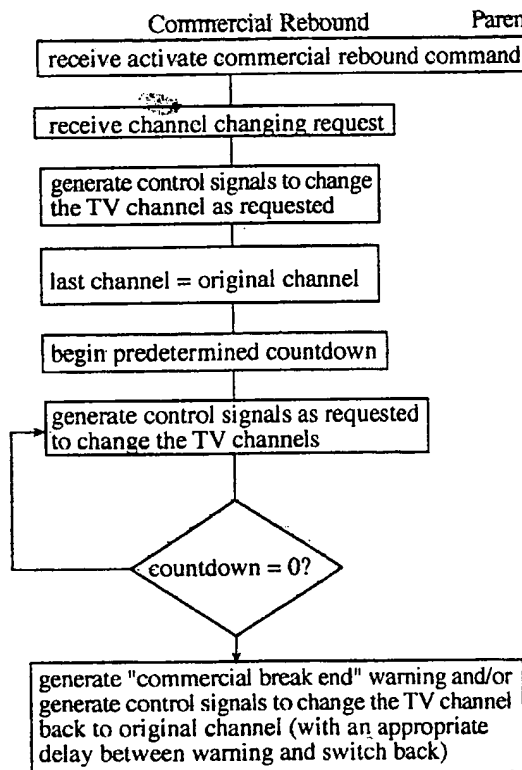 Commercial Rebound
Paren
receive activate commercial rebound command
receive channel changing request
generate control signals to change
the TV channel as requested
last channel = original channel
begin predetermined countdown
generate control signals as requested
to change the TV channels
countdown = 0?
generate "commercial break end" warning and/or
generate control signals to change the TV channel
back to original channel (with an appropriate
delay between warning and switch back)